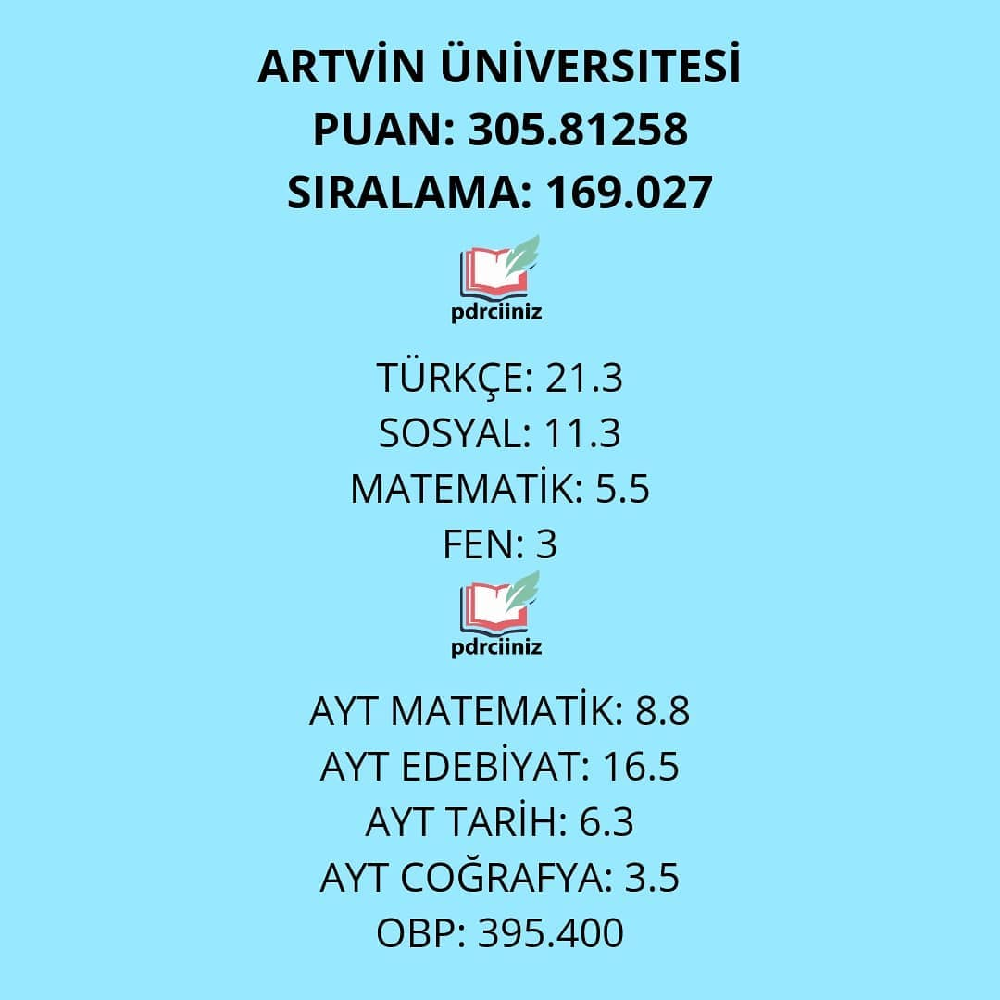 ARTVİN ÜNİVERSITESİ
PUAN: 305.81258
SIRALAMA: 169.027
pdrciiniz
TÜRKÇE: 21.3
SOSYAL: 11.3
MATEMATİK: 5.5
FEN: 3
pdrciiniz
AYT MATEMATİK: 8.8
AYT EDEBİYAT: 16.5
AYT TARİH: 6.3
AYT COĞRAFYA: 3.5
OBP: 395.400